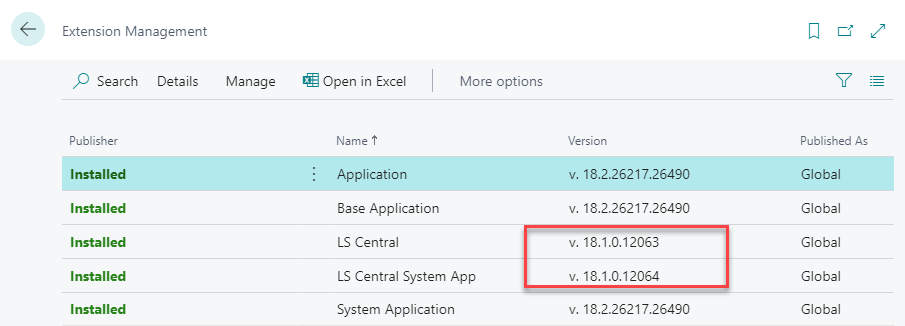 Extension Management
Search Details Manage Open in Excel More options
Publisher Name ↑ Version Published As
Installed Application v. 18.2.26217.26490 Global
Installed Base Application v. 18.2.26217.26490 Global
Installed LS Central v. 18.1.0.12063 Global
Installed LS Central System App v. 18.1.0.12064 Global
Installed System Application v. 18.2.26217.26490 Global